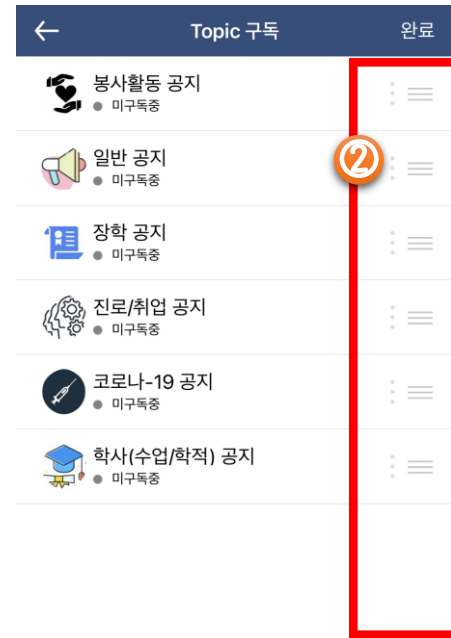 Topic 구독 완료
봉사활동 공지
미구독중
②
일반 공지
미구독중
장학 공지
미구독중
진로/취업 공지
미구독중
코로나-19 공지
미구독중
학사(수업/학적) 공지
미구독중